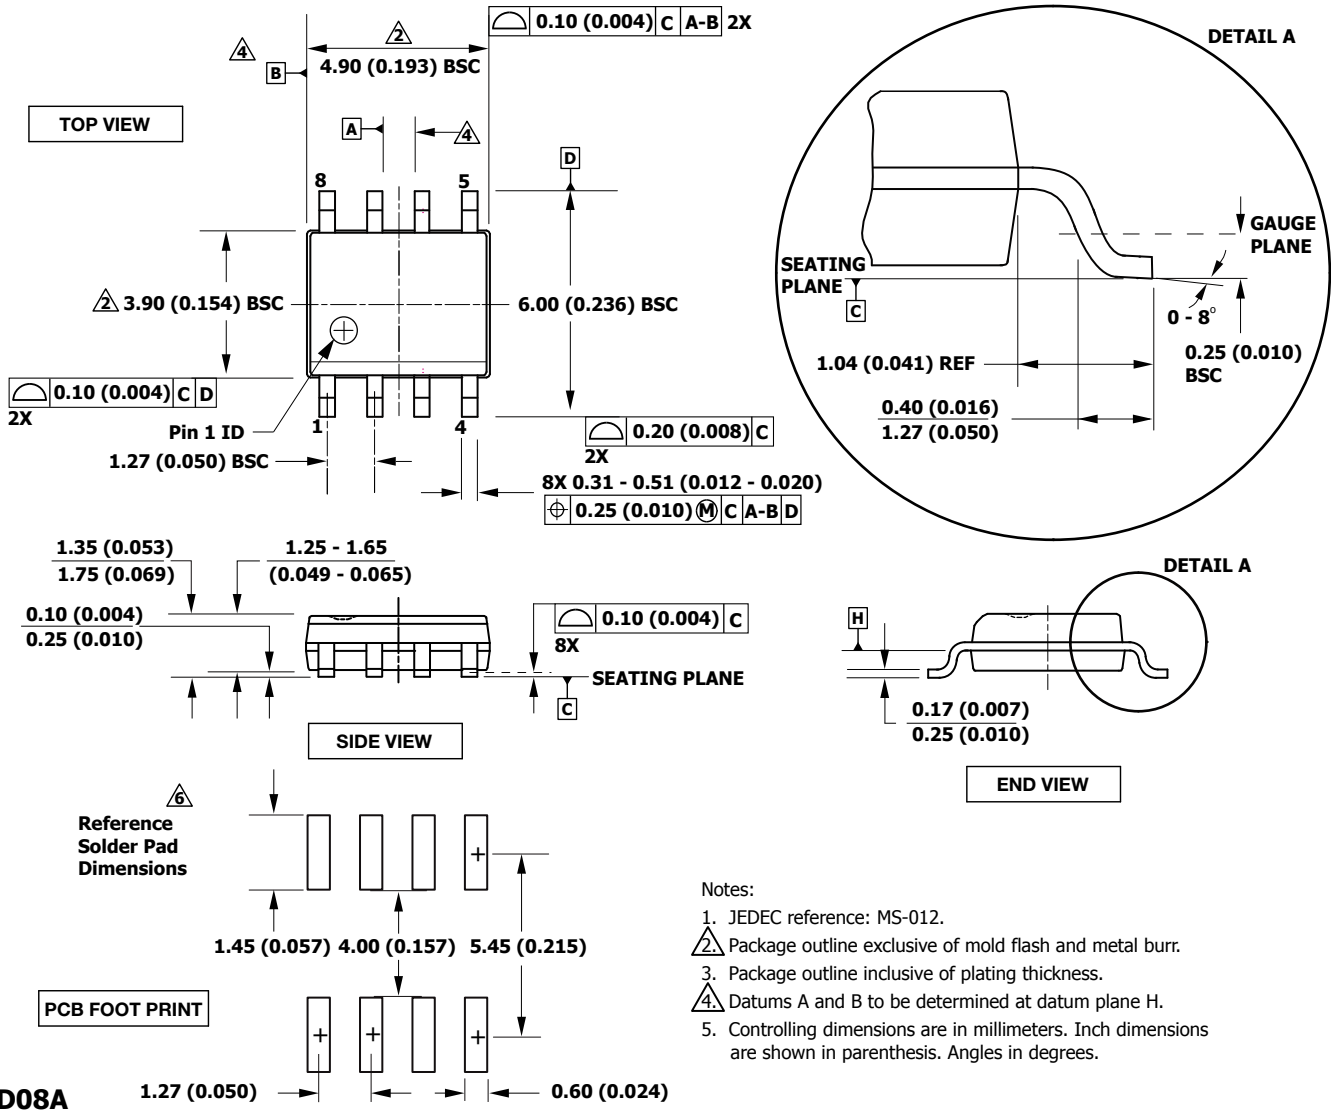 0.10 (0.004) C A-B 2X
DETAIL A
2
4
4.90 (0.193) BSC
B
TOP VIEW
A
4
D
8 5
GAUGE
PLANE
SEATING
PLANE
2 3.90 (0.154) BSC
6.00 (0.236) BSC
C
0 - 8°
0.25 (0.010)
BSC
1.04 (0.041) REF
0.10 (0.004) C D
2X
0.40 (0.016)
1.27 (0.050)
Pin 1 ID
1 4
0.20 (0.008) C
2X
1.27 (0.050) BSC
8X 0.31 - 0.51 (0.012 - 0.020)
0.25 (0.010) M C A-B D
1.35 (0.053)
1.75 (0.069)
1.25 - 1.65
(0.049 - 0.065)
0.10 (0.004)
0.25 (0.010)
0.10 (0.004) C
8X
SEATING PLANE
C
SIDE VIEW
DETAIL A
H
0.17 (0.007)
0.25 (0.010)
END VIEW
6
Reference
Solder Pad
Dimensions
1.45 (0.057) 4.00 (0.157) 5.45 (0.215)
PCB FOOT PRINT
1.27 (0.050)
0.60 (0.024)
Notes:
1. JEDEC reference: MS-012.
2. Package outline exclusive of mold flash and metal burr.
3. Package outline inclusive of plating thickness.
4. Datums A and B to be determined at datum plane H.
5. Controlling dimensions are in millimeters. Inch dimensions
are shown in parenthesis. Angles in degrees.
D08A